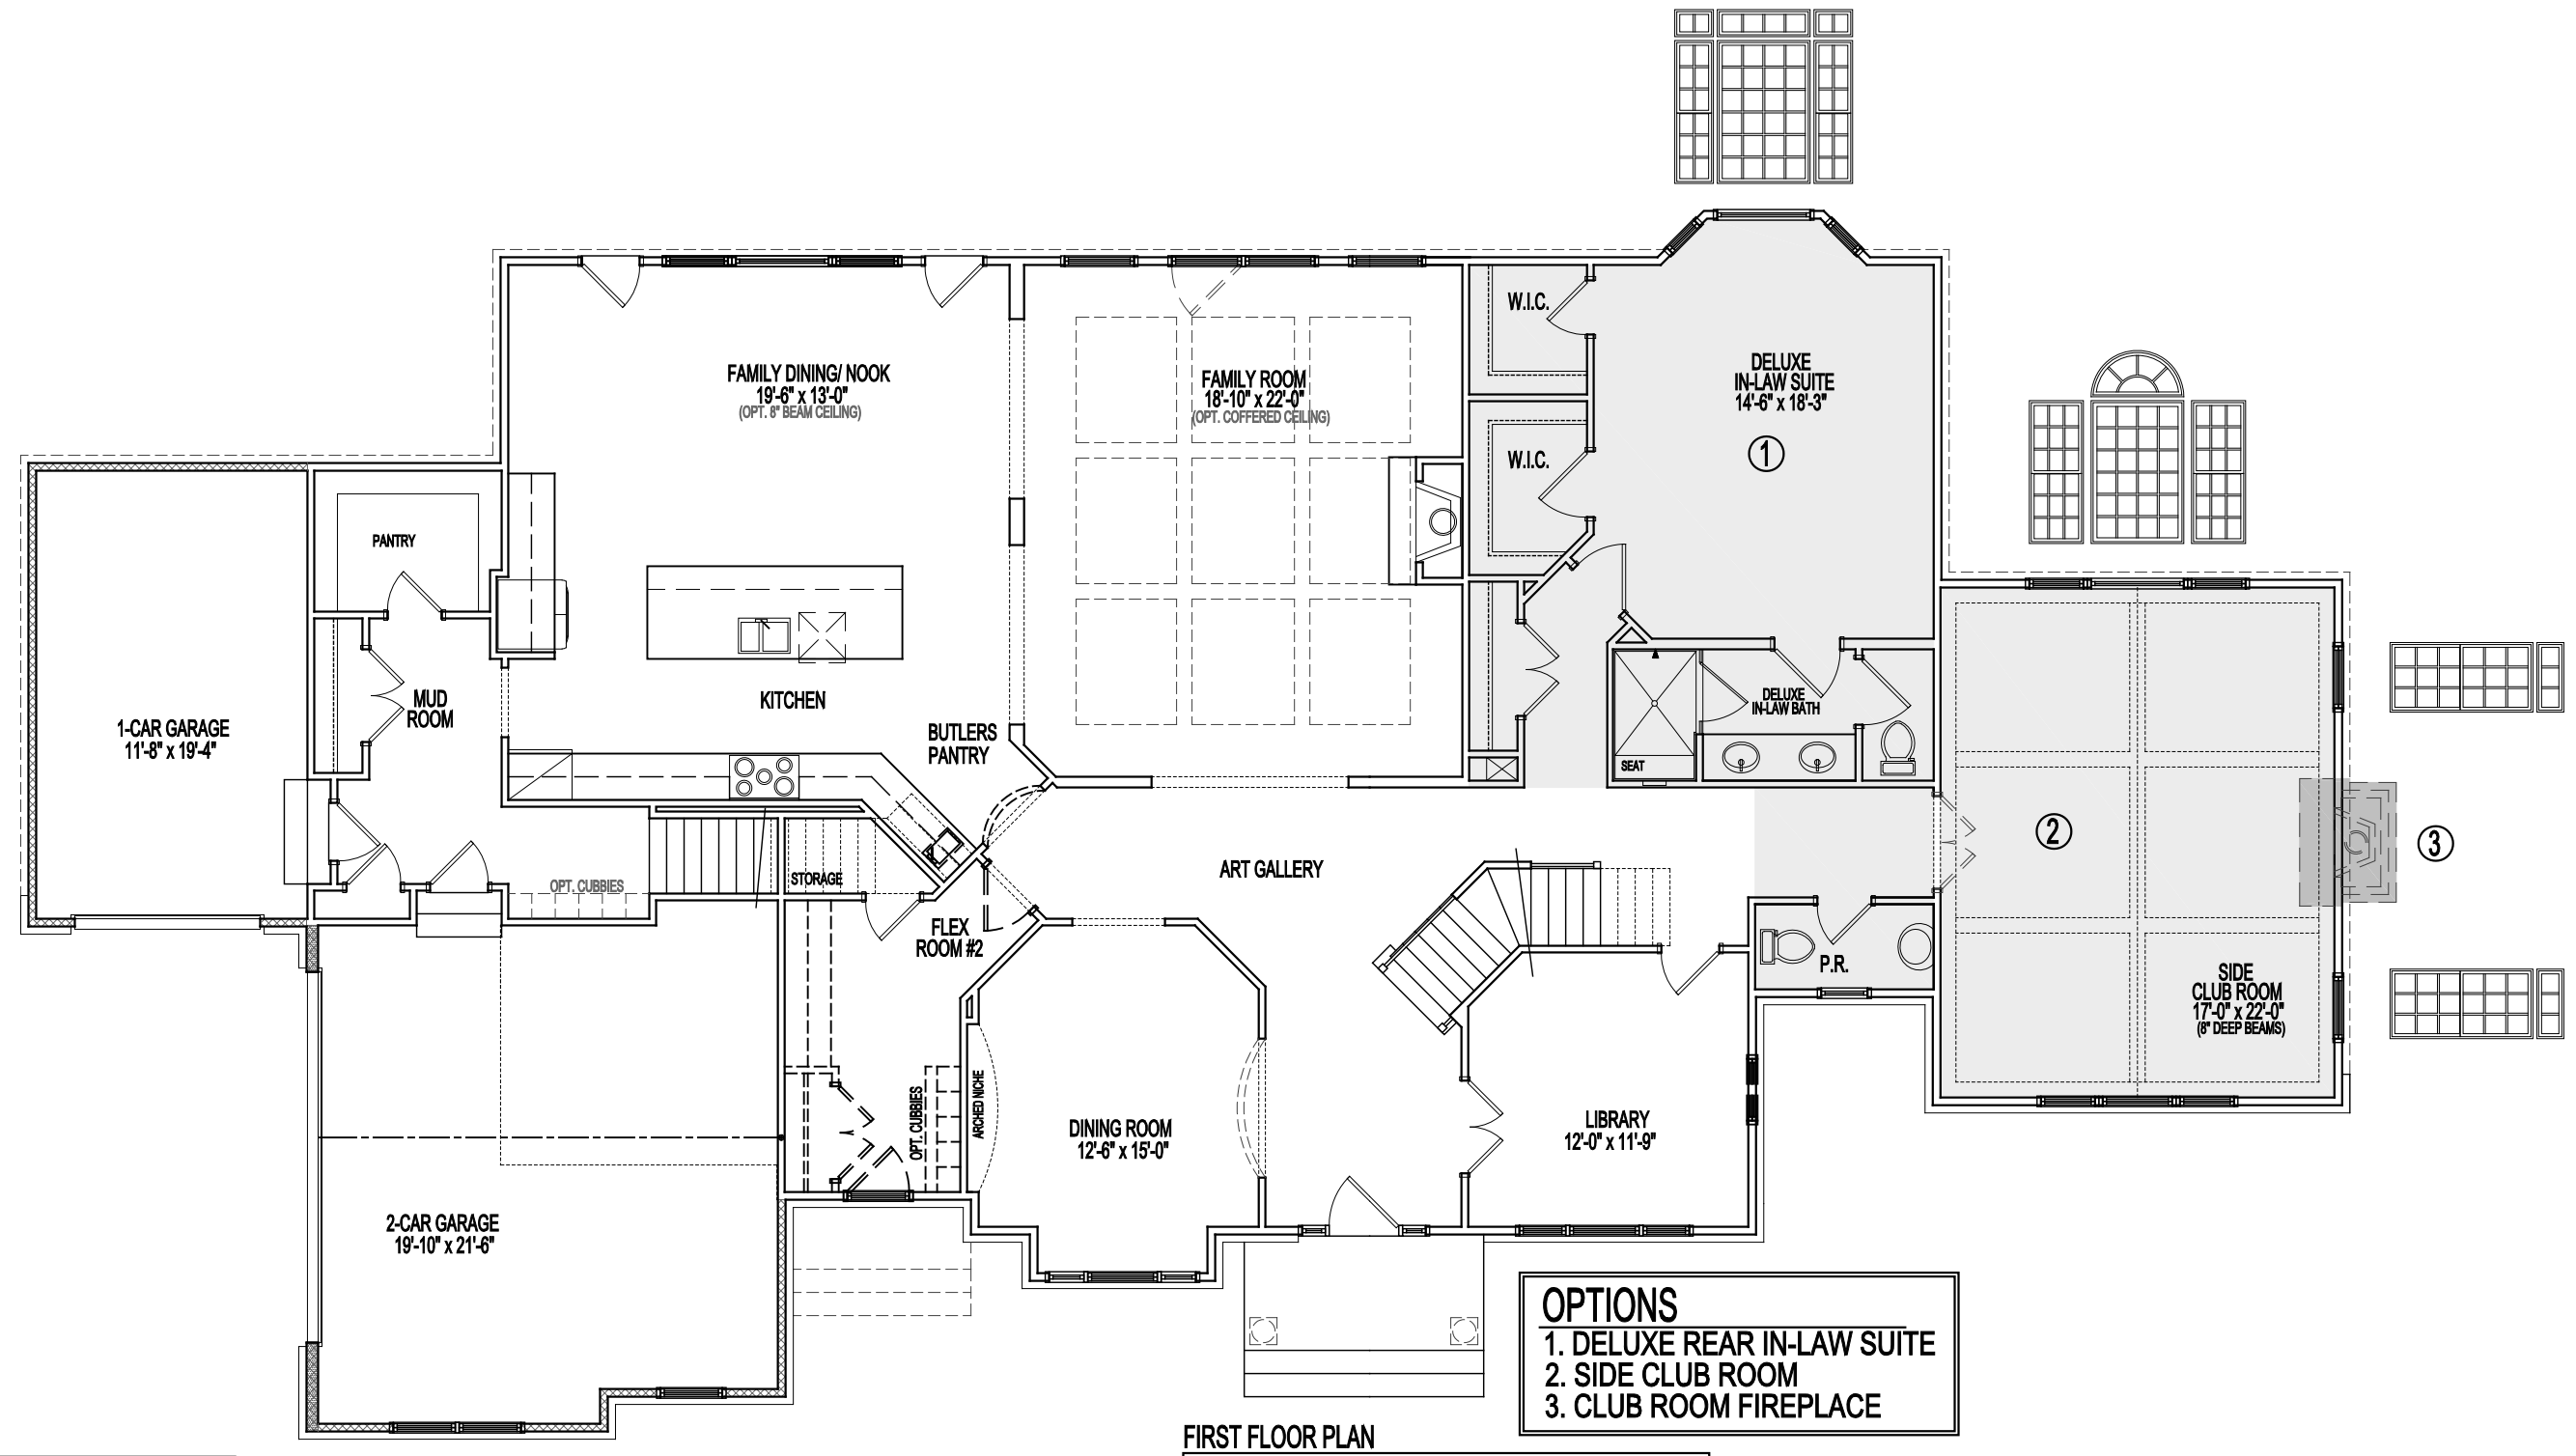 W.I.C.
FAMILY DINING/ NOOK
19'-6" x 13'-0"
(OPT. 8" BEAM CEILING)
FAMILY ROOM
18'-10" x 22'-0"
(OPT. COFFERED CEILING)
DELUXE
IN-LAW SUITE
14'-6" x 18'-3"
1
W.I.C.
PANTRY
MUD
ROOM
KITCHEN
1-CAR GARAGE
11'-8" x 19'-4"
BUTLERS
PANTRY
DELUXE
IN-LAW BATH
SEAT
2
3
OPT. CUBBIES
STORAGE
ART GALLERY
FLEX
ROOM #2
P.R.
SIDE
CLUB ROOM
17'-0" x 22'-0"
(8" DEEP BEAMS)
OPT. CUBBIES
ARCHED NICHE
DINING ROOM
12'-6" x 15'-0"
LIBRARY
12'-0" x 11'-9"
2-CAR GARAGE
19'-10" x 21'-6"
OPTIONS
1. DELUXE REAR IN-LAW SUITE
2. SIDE CLUB ROOM
3. CLUB ROOM FIREPLACE
FIRST FLOOR PLAN